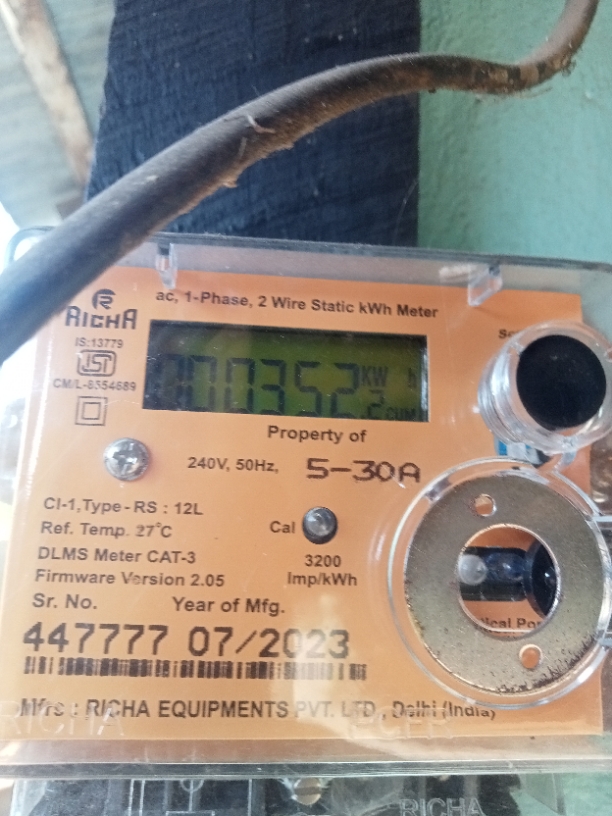 ac, 1-Phase, 2 Wire Static kWh Meter
RICHA
IS:13779
CM/L-8354689
000352.2 KW h
CUM
Property of
240V, 50Hz, 5-30A
Cl-1,Type-RS : 12L
Ref. Temp. 27°C
Cal
DLMS Meter CAT-3
3200
Firmware Version 2.05
Imp/kWh
Sr. No. Year of Mfg.
447777 07/2023
Mfrs : RICHA EQUIPMENTS PVT. LTD., Delhi (India)
RICHA
RICHA